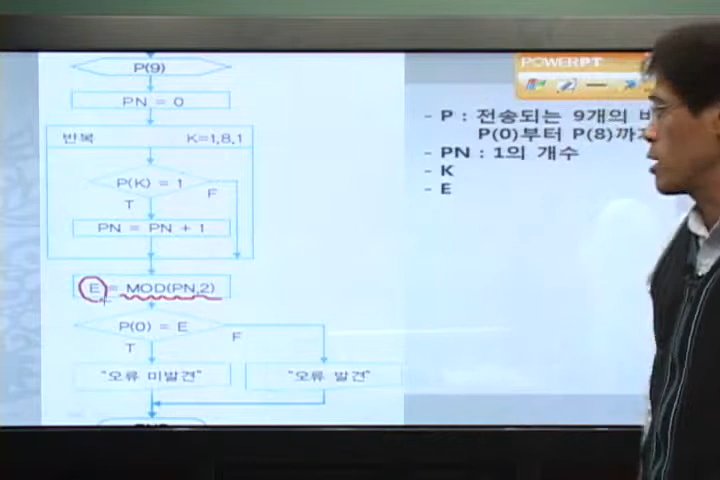 P(9)
PN = 0
반복 K=1,8,1
P(K) = 1
T F
PN = PN + 1
E = MOD(PN,2)
P(0) = E
T F
"오류 미발견" "오류 발견"
POWERPT
- P : 전송되는 9개의
P(0)부터 P(8)까지
- PN : 1의 개수
- K
- E